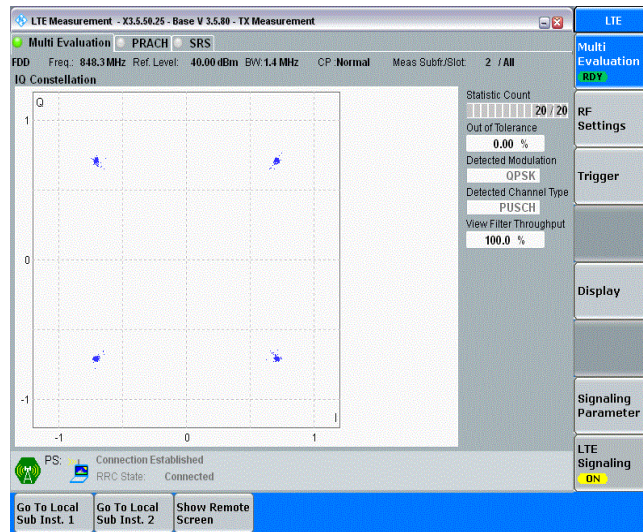 LTE Measurement - X3.5.50.25 - Base V 3.5.80 - TX Measurement
LTE
Multi Evaluation PRACH SRS
FDD Freq.: 848.3 MHz Ref. Level: 40.00 dBm BW: 1.4 MHz CP: Normal Meas Subfr./Slot: 2 / All
IQ Constellation
Q
1
0
-1
I
-1 0 1
Statistic Count
20 / 20
Out of Tolerance
0.00 %
Detected Modulation
QPSK
Detected Channel Type
PUSCH
View Filter Throughput
100.0 %
Multi
Evaluation
RDY
RF
Settings
Trigger
Display
Signaling
Parameter
LTE
Signaling
ON
PS: Connection Established
RRC State: Connected
Go To Local
Sub Inst. 1
Go To Local
Sub Inst. 2
Show Remote
Screen